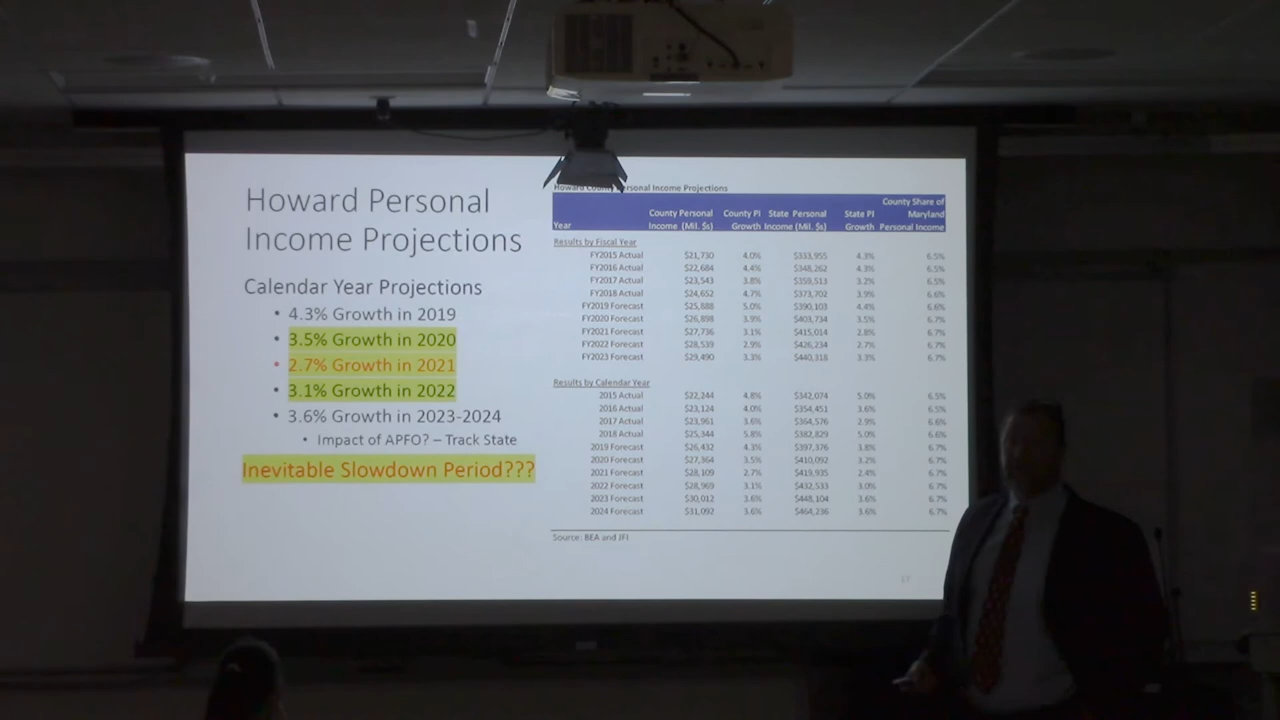 Howard Personal
Income Projections
Calendar Year Projections
• 4.3% Growth in 2019
• 3.5% Growth in 2020
• 2.7% Growth in 2021
• 3.1% Growth in 2022
• 3.6% Growth in 2023-2024
• Impact of APFO? – Track State
Inevitable Slowdown Period???
Howard County Personal Income Projections
Year County Personal Income (Mil. $s) County PI Growth State Personal Income (Mil. $s) State PI Growth County Share of Maryland Personal Income
Results by Fiscal Year
FY2015 Actual $21,730 4.0% $333,955 4.3% 6.5%
FY2016 Actual $22,684 4.4% $348,262 4.3% 6.5%
FY2017 Actual $23,543 3.8% $359,513 3.2% 6.5%
FY2018 Actual $24,652 4.7% $373,702 3.9% 6.6%
FY2019 Forecast $25,888 5.0% $390,103 4.4% 6.6%
FY2020 Forecast $26,898 3.9% $403,734 3.5% 6.7%
FY2021 Forecast $27,736 3.1% $415,014 2.8% 6.7%
FY2022 Forecast $28,539 2.9% $426,234 2.7% 6.7%
FY2023 Forecast $29,490 3.3% $440,318 3.3% 6.7%
Results by Calendar Year
2015 Actual $22,244 4.8% $342,074 5.0% 6.5%
2016 Actual $23,124 4.0% $354,451 3.6% 6.5%
2017 Actual $23,961 3.6% $364,576 2.9% 6.6%
2018 Actual $25,344 5.8% $382,829 5.0% 6.6%
2019 Forecast $26,432 4.3% $397,376 3.8% 6.7%
2020 Forecast $27,364 3.5% $410,092 3.2% 6.7%
2021 Forecast $28,109 2.7% $419,935 2.4% 6.7%
2022 Forecast $28,969 3.1% $432,533 3.0% 6.7%
2023 Forecast $30,012 3.6% $448,104 3.6% 6.7%
2024 Forecast $31,092 3.6% $464,236 3.6% 6.7%
Source: BEA and JFI
17